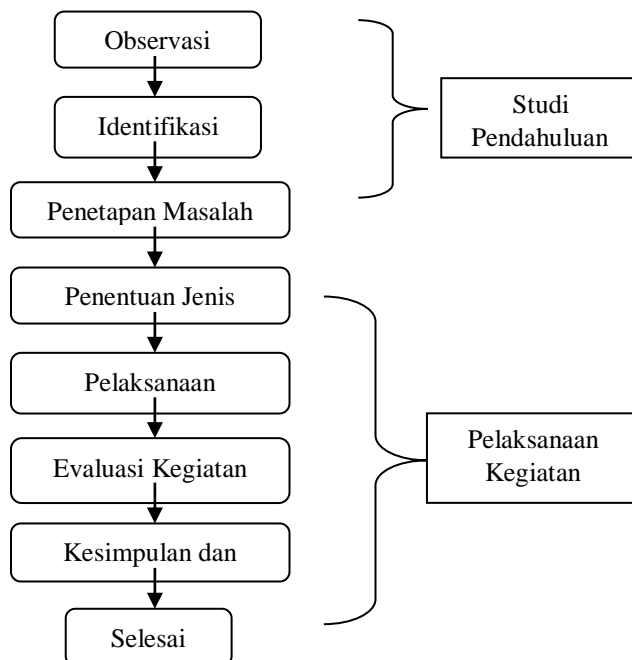 Observasi
Identifikasi
Penetapan Masalah
Penentuan Jenis
Pelaksanaan
Evaluasi Kegiatan
Kesimpulan dan
Selesai
Studi
Pendahuluan
Pelaksanaan
Kegiatan